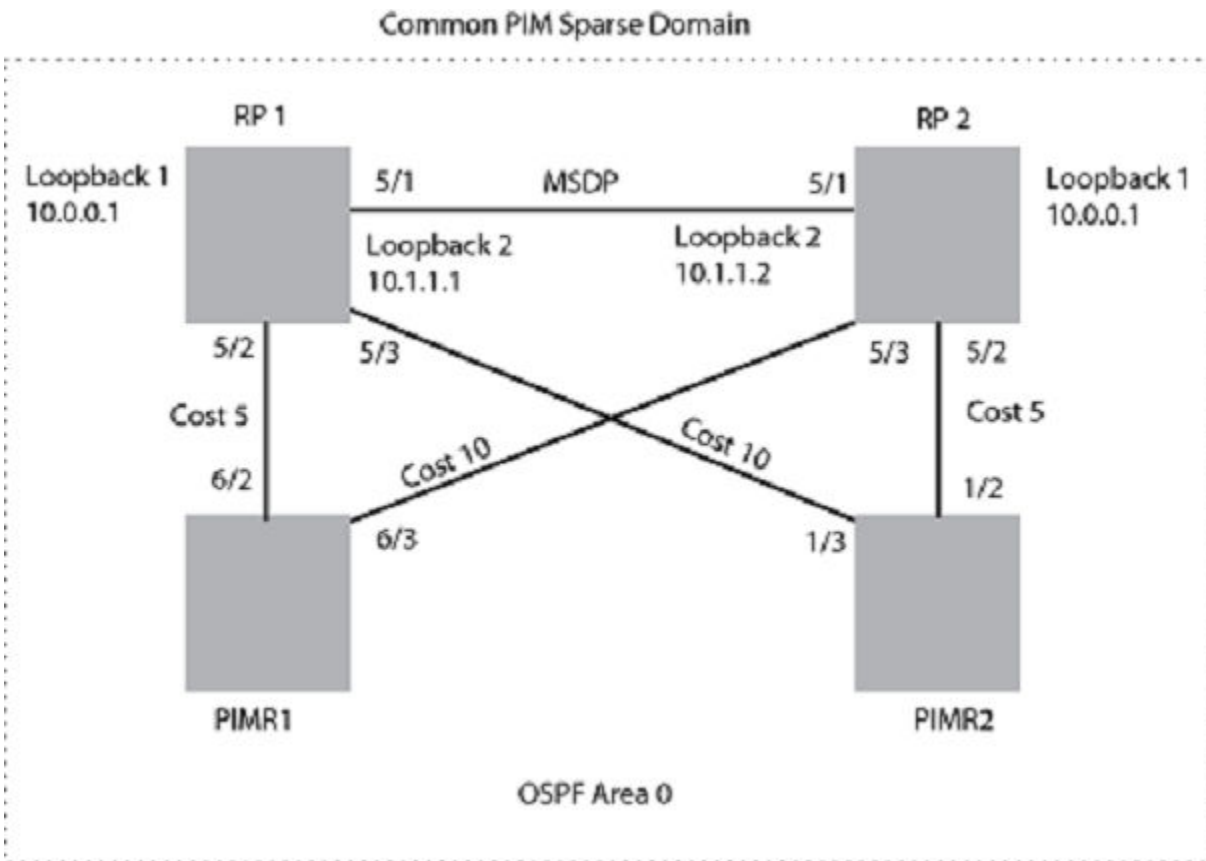 Common PIM Sparse Domain
RP 1
RP 2
Loopback 1
10.0.0.1
5/1
MSDP
5/1
Loopback 1
10.0.0.1
Loopback 2
10.1.1.1
Loopback 2
10.1.1.2
5/2
5/3
5/3
5/2
Cost 5
Cost 10
Cost 10
Cost 5
6/2
6/3
1/3
1/2
PIMR1
PIMR2
OSPF Area 0